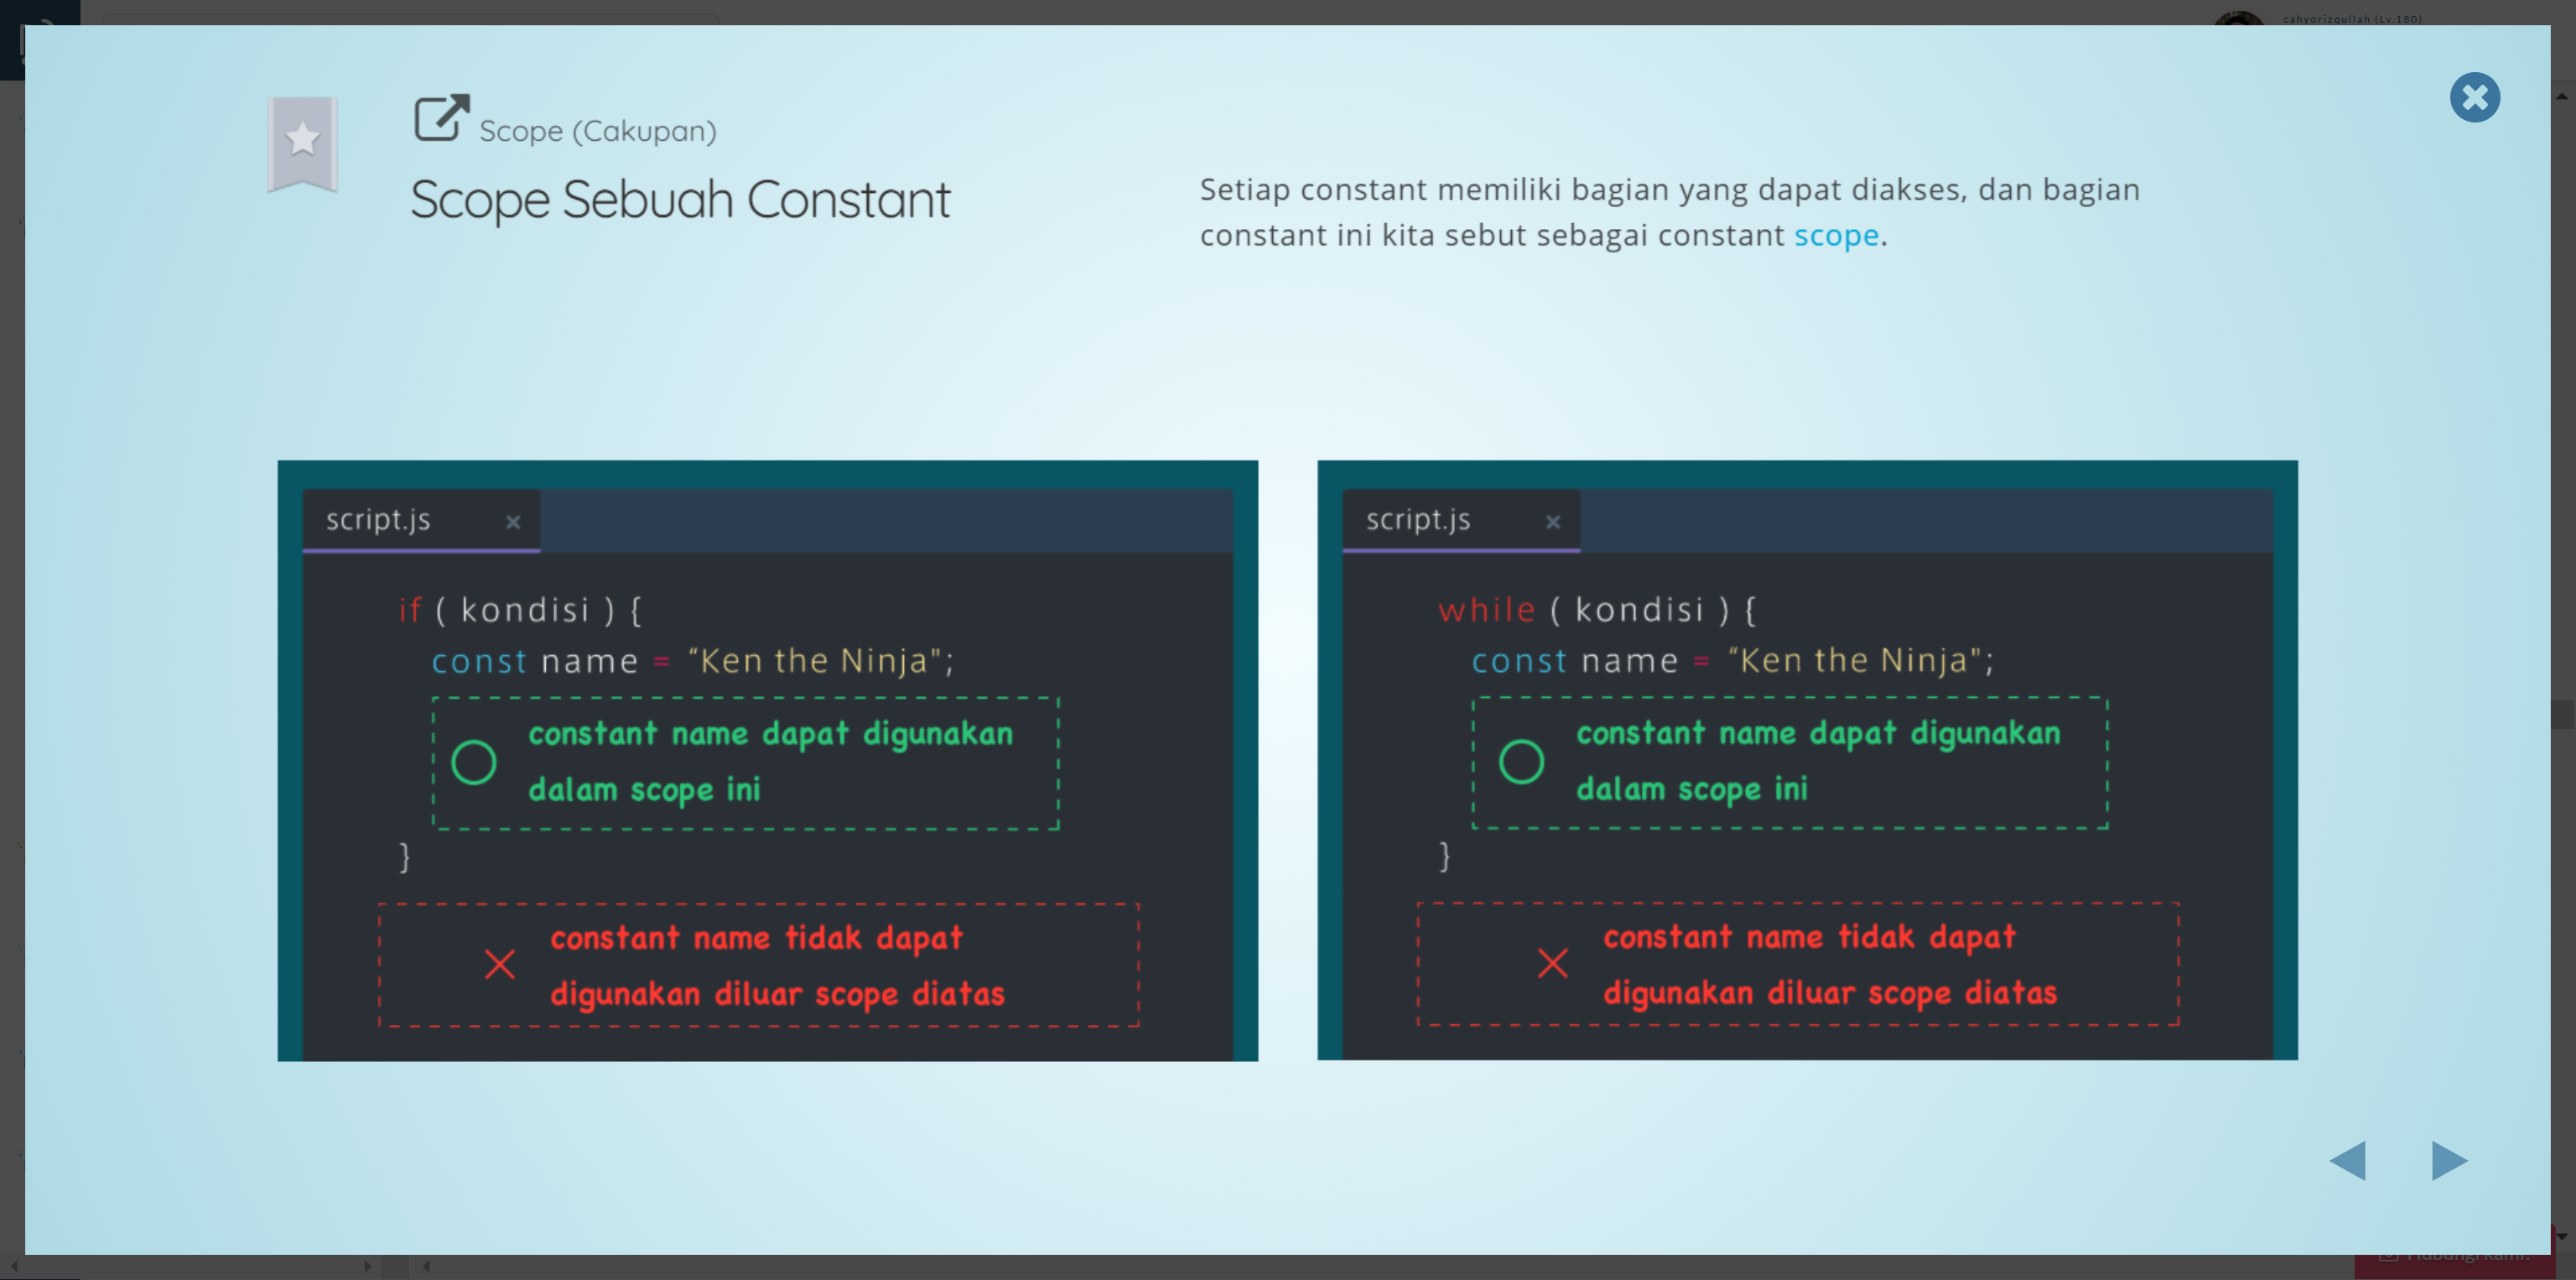 cahyorizqullah (Lv.180)
Scope (Cakupan)
Scope Sebuah Constant
Setiap constant memiliki bagian yang dapat diakses, dan bagian
constant ini kita sebut sebagai constant scope.
script.js ×
if ( kondisi ) {
const name = “Ken the Ninja";
constant name dapat digunakan
dalam scope ini
}
constant name tidak dapat
digunakan diluar scope diatas
script.js ×
while ( kondisi ) {
const name = “Ken the Ninja";
constant name dapat digunakan
dalam scope ini
}
constant name tidak dapat
digunakan diluar scope diatas
Hubungi kami!